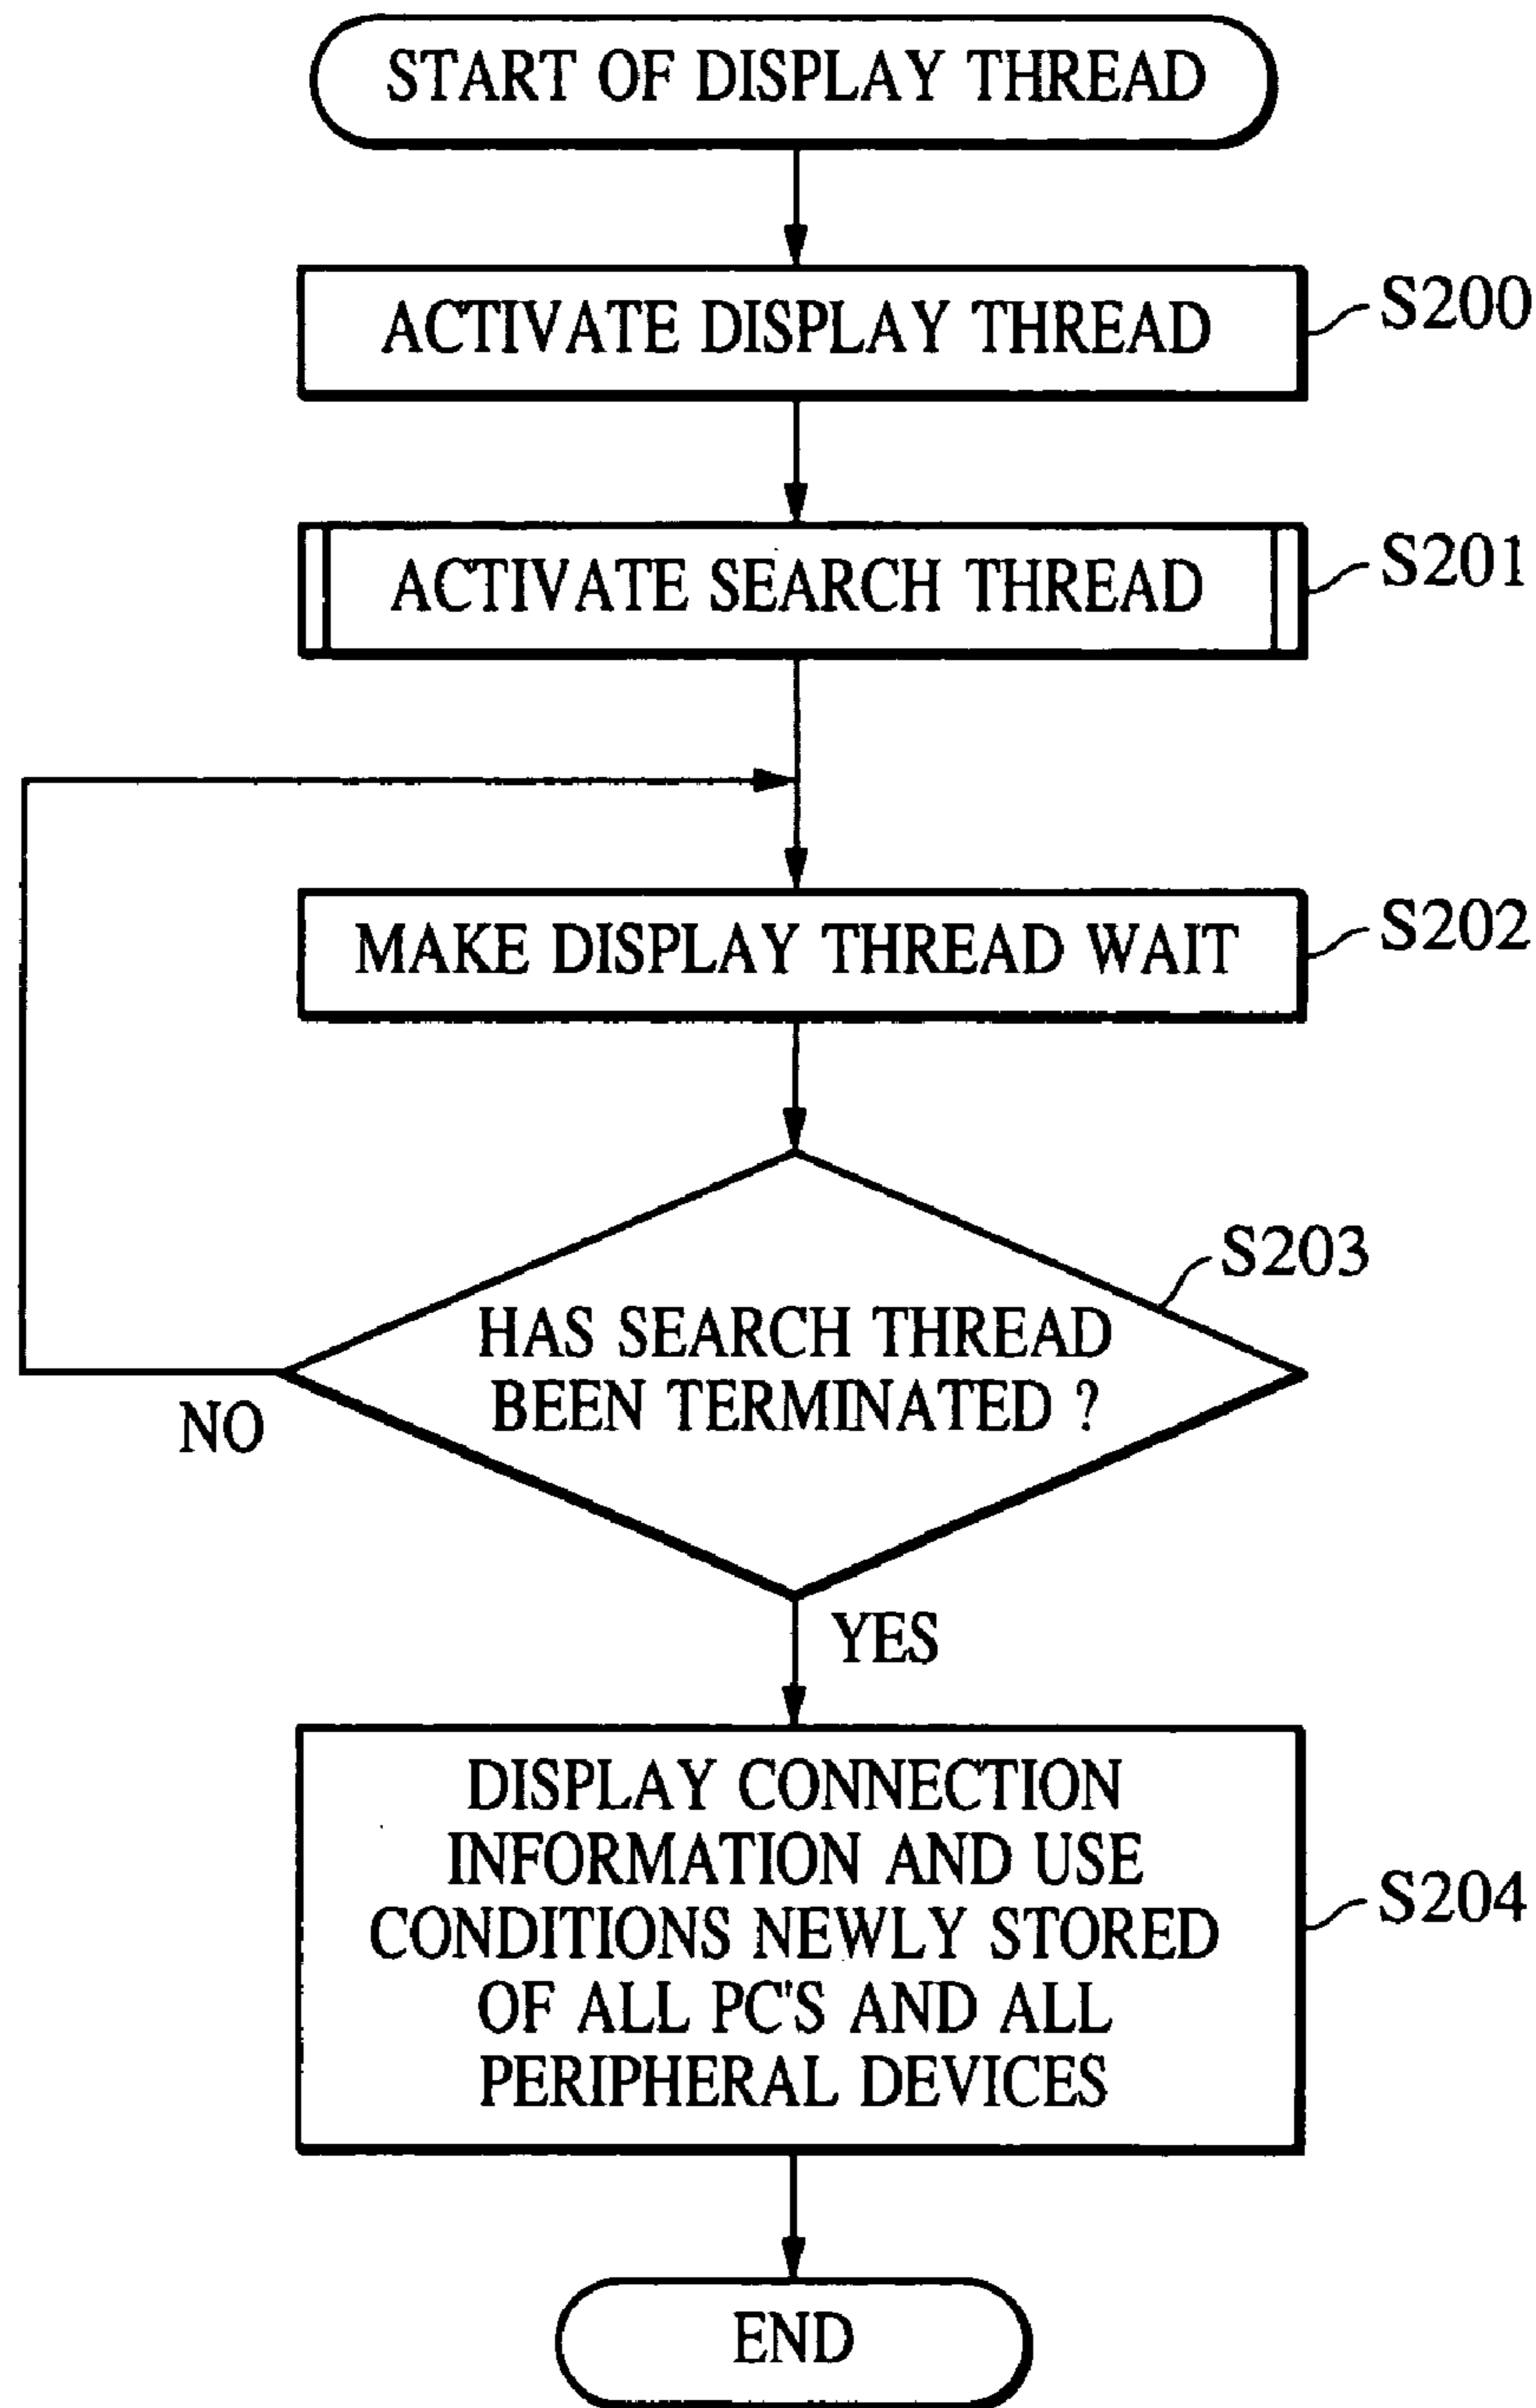 START OF DISPLAY THREAD
ACTIVATE DISPLAY THREAD
S200
ACTIVATE SEARCH THREAD
S201
MAKE DISPLAY THREAD WAIT
S202
S203
HAS SEARCH THREAD
BEEN TERMINATED ?
NO
YES
DISPLAY CONNECTION
INFORMATION AND USE
CONDITIONS NEWLY STORED
OF ALL PC'S AND ALL
PERIPHERAL DEVICES
S204
END